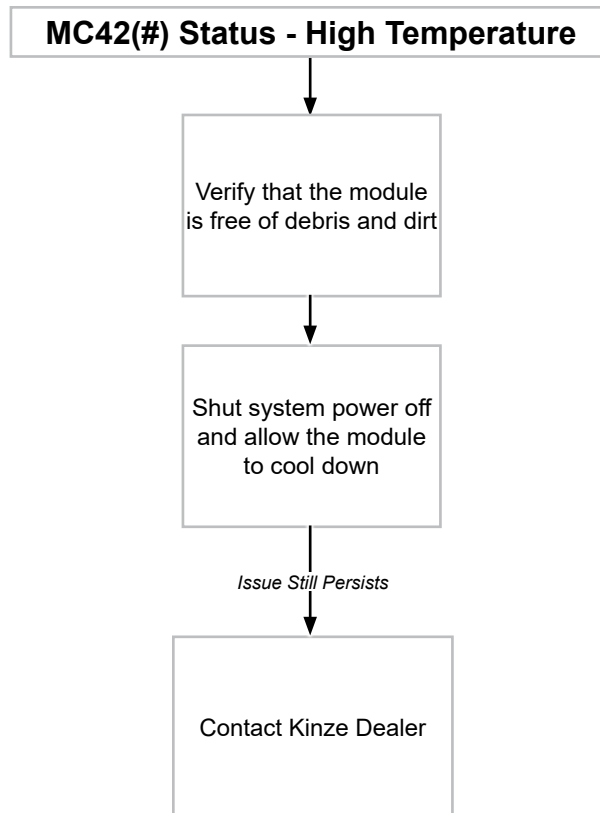 MC42(#) Status - High Temperature
Verify that the module
is free of debris and dirt
Shut system power off
and allow the module
to cool down
Issue Still Persists
Contact Kinze Dealer